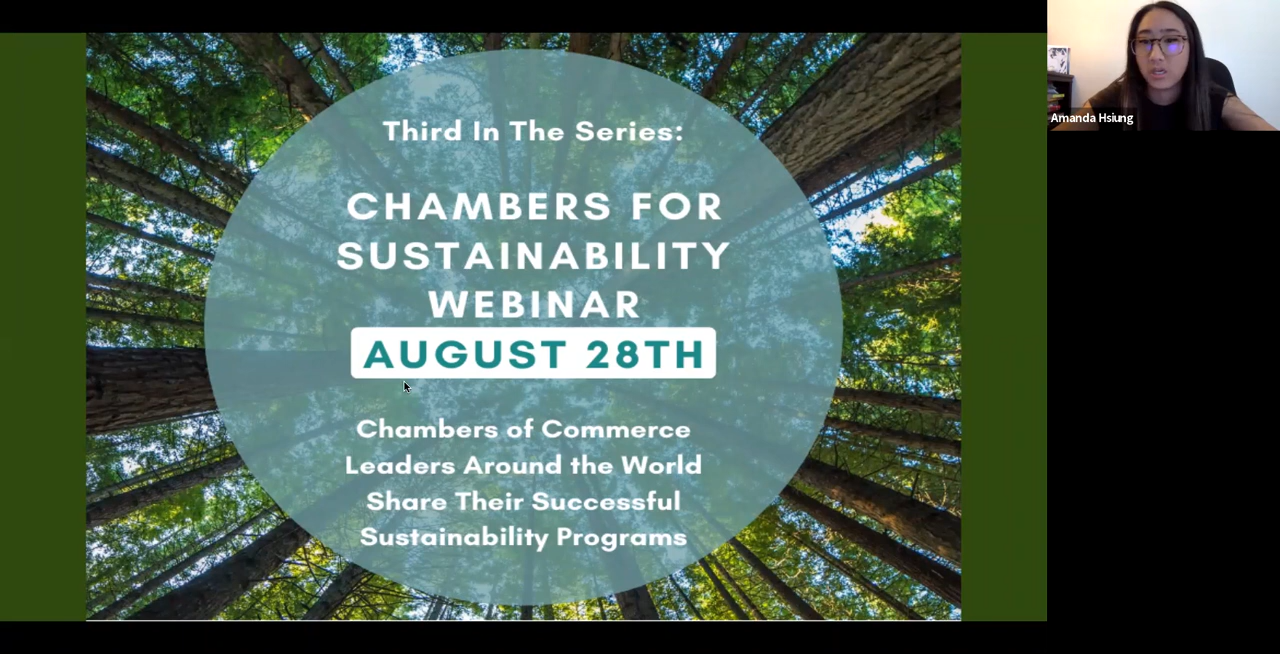 Third In The Series:
CHAMBERS FOR
SUSTAINABILITY
WEBINAR
AUGUST 28TH
Chambers of Commerce
Leaders Around the World
Share Their Successful
Sustainability Programs
Amanda Hsiung